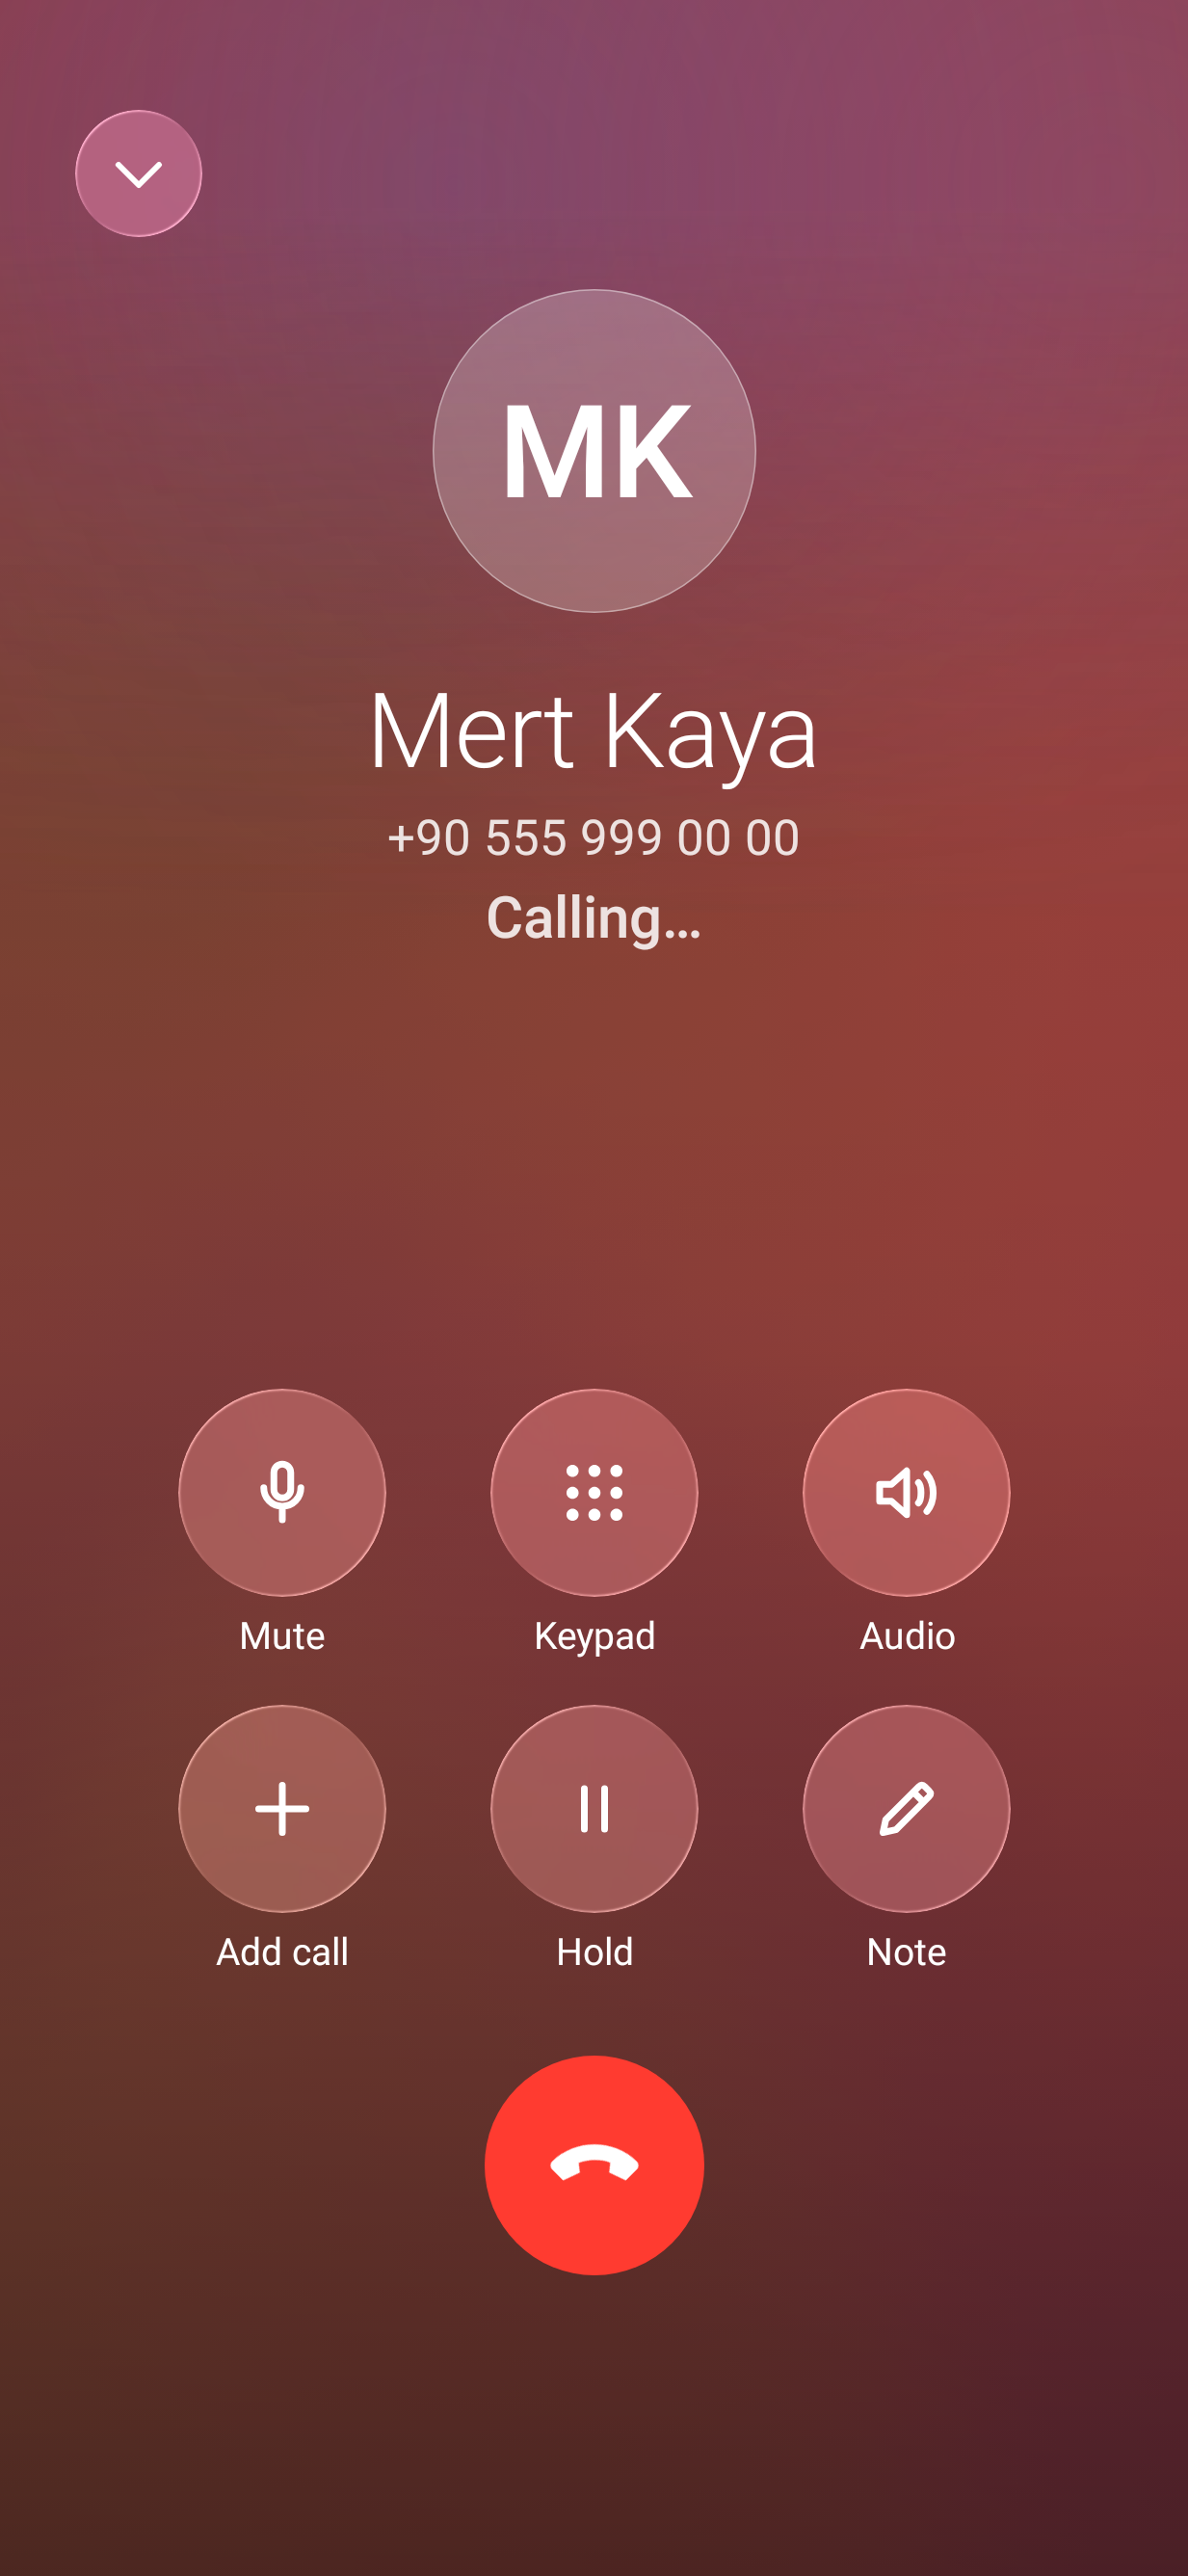 MK
Mert Kaya
+90 555 999 00 00
Calling...
Mute
Keypad
Audio
Add call
Hold
Note